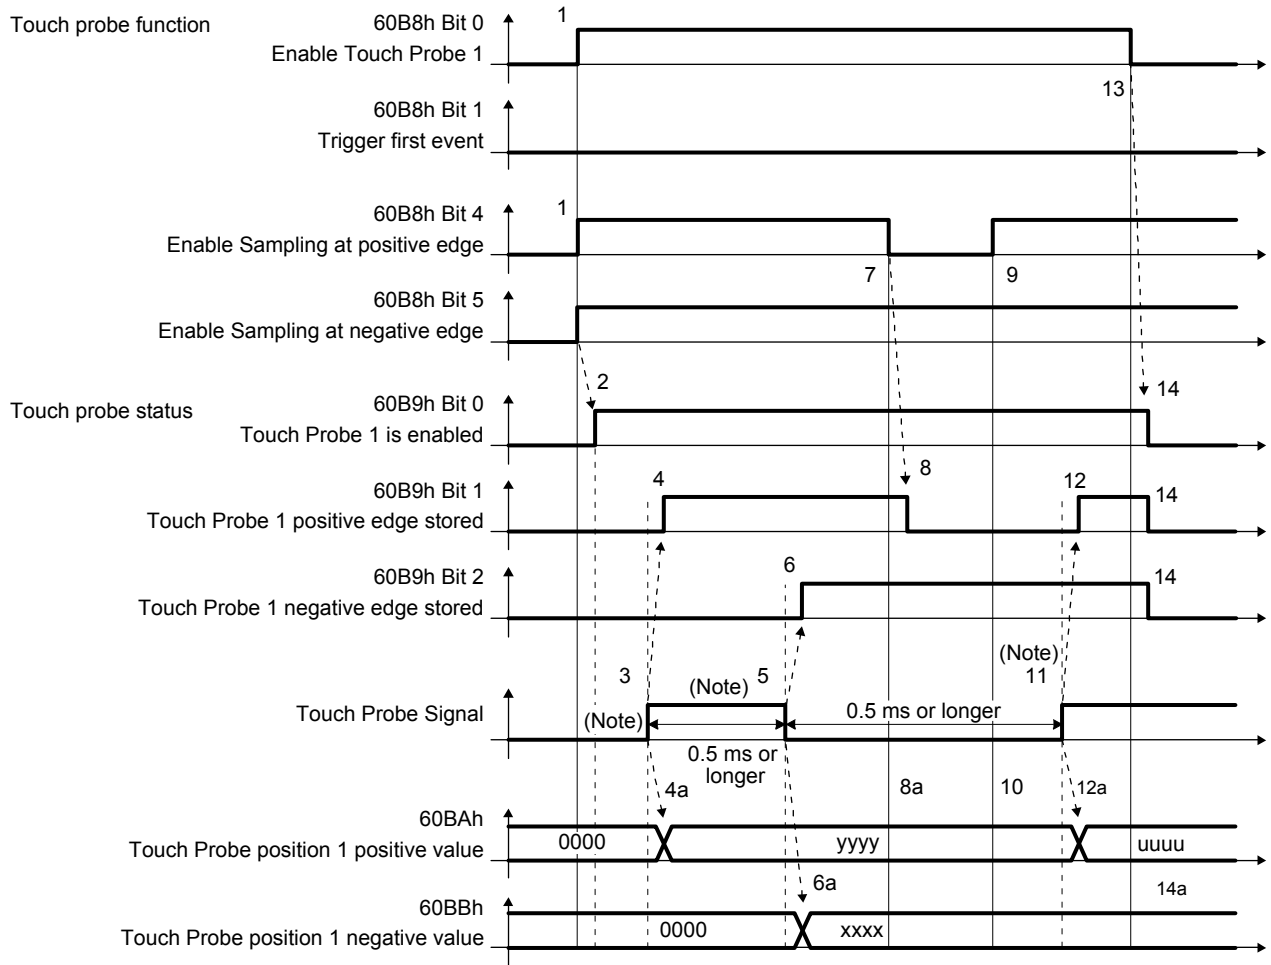 Touch probe function
60B8h Bit 0
Enable Touch Probe 1
1
13
60B8h Bit 1
Trigger first event
60B8h Bit 4
Enable Sampling at positive edge
1
7
9
60B8h Bit 5
Enable Sampling at negative edge
2
Touch probe status
60B9h Bit 0
Touch Probe 1 is enabled
14
60B9h Bit 1
Touch Probe 1 positive edge stored
4
8
12
14
60B9h Bit 2
Touch Probe 1 negative edge stored
6
14
Touch Probe Signal
3
(Note)
(Note)
5
0.5 ms or
longer
0.5 ms or longer
(Note)
11
4a
8a
10
12a
60BAh
Touch Probe position 1 positive value
0000
yyyy
uuuu
6a
14a
60BBh
Touch Probe position 1 negative value
0000
xxxx